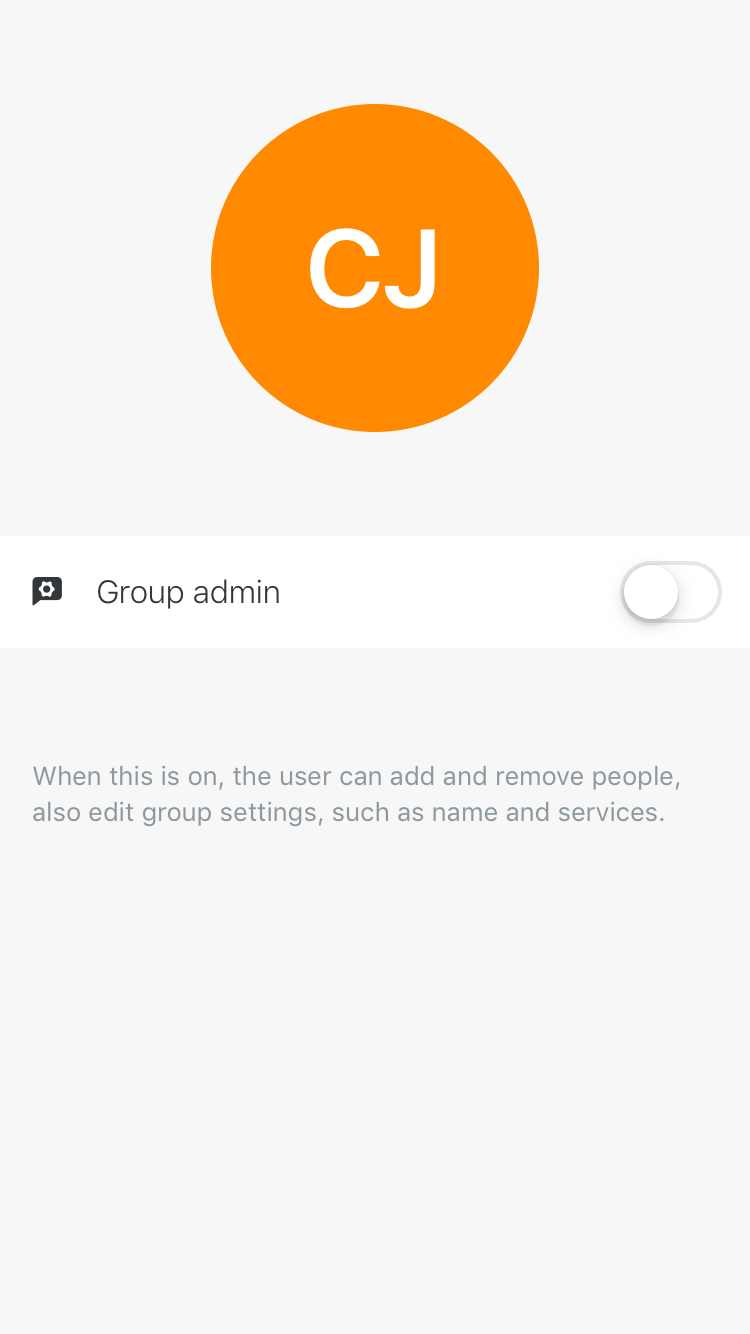 CJ
Group admin
When this is on, the user can add and remove people,
also edit group settings, such as name and services.